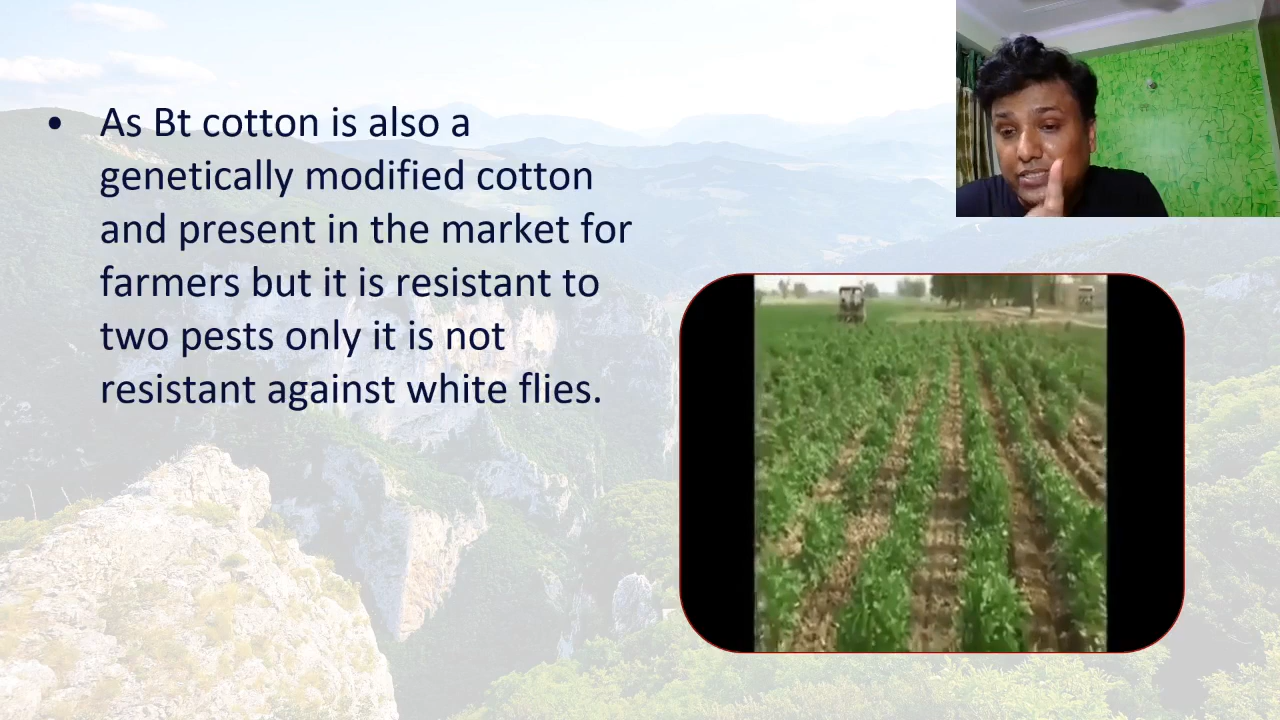 • As Bt cotton is also a
genetically modified cotton
and present in the market for
farmers but it is resistant to
two pests only it is not
resistant against white flies.